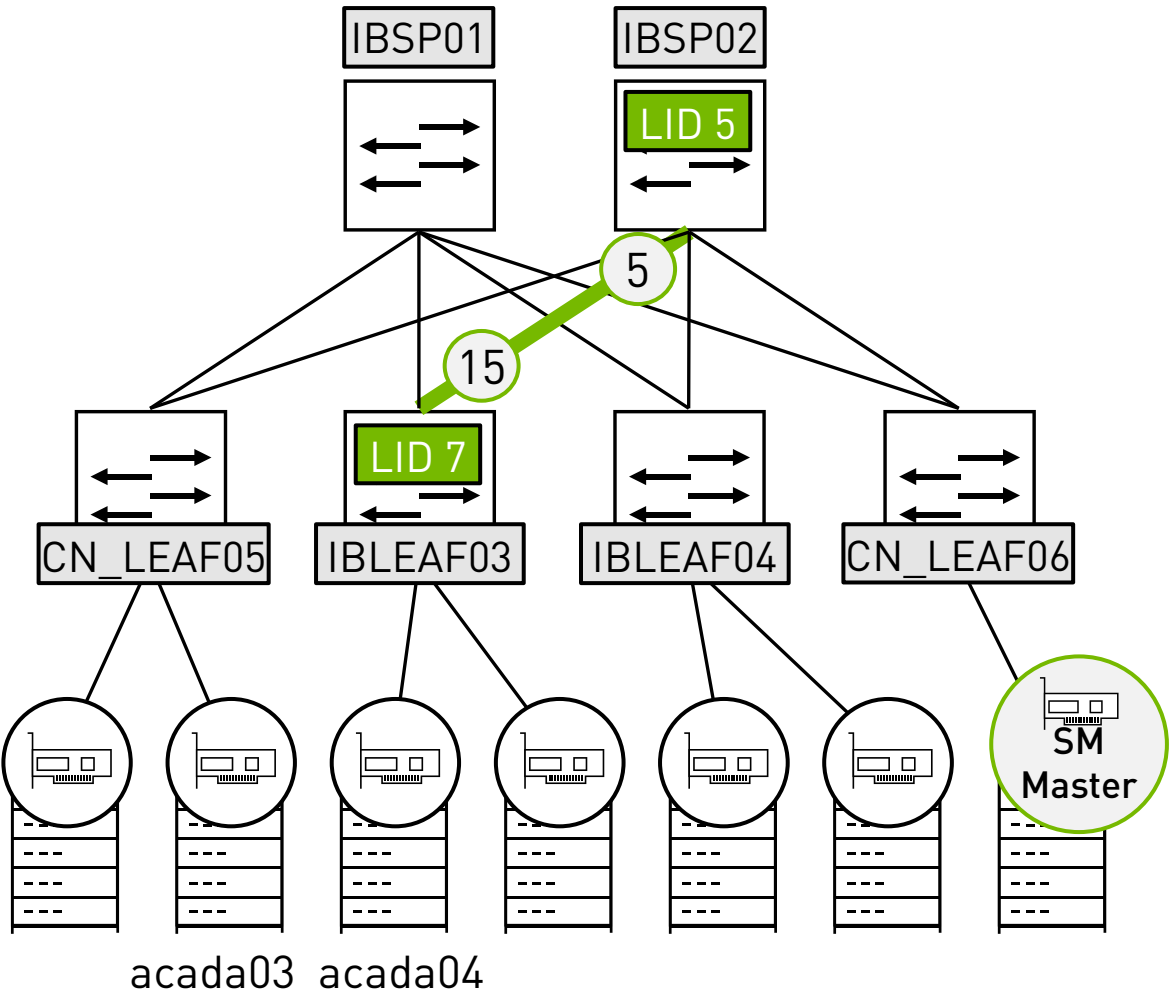 IBSP01
IBSP02
LID 5
5
15
LID 7
CN_LEAF05
IBLEAF03
IBLEAF04
CN_LEAF06
SM
Master
acada03
acada04